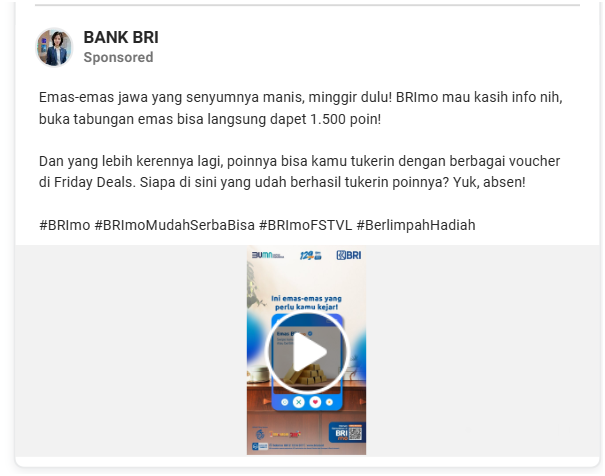 BANK BRI
Sponsored
Emas-emas jawa yang senyumnya manis, minggir dulu! BRImo mau kasih info nih,
buka tabungan emas bisa langsung dapet 1.500 poin!
Dan yang lebih kerennya lagi, poinnya bisa kamu tukerin dengan berbagai voucher
di Friday Deals. Siapa di sini yang udah berhasil tukerin poinnya? Yuk, absen!
#BRImo #BRImoMudahSerbaBisa #BRImoFSTVL #BerlimpahHadiah
BUMN 129 BRI
Ini emas-emas yang
perlu kamu kejar!
Emas
BRI